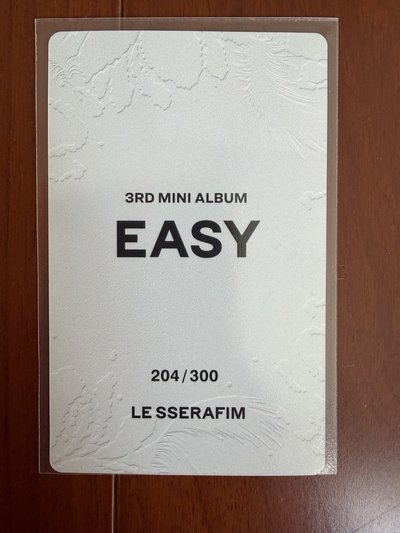 3RD MINI ALBUM
EASY
204/300
LE SSERAFIM